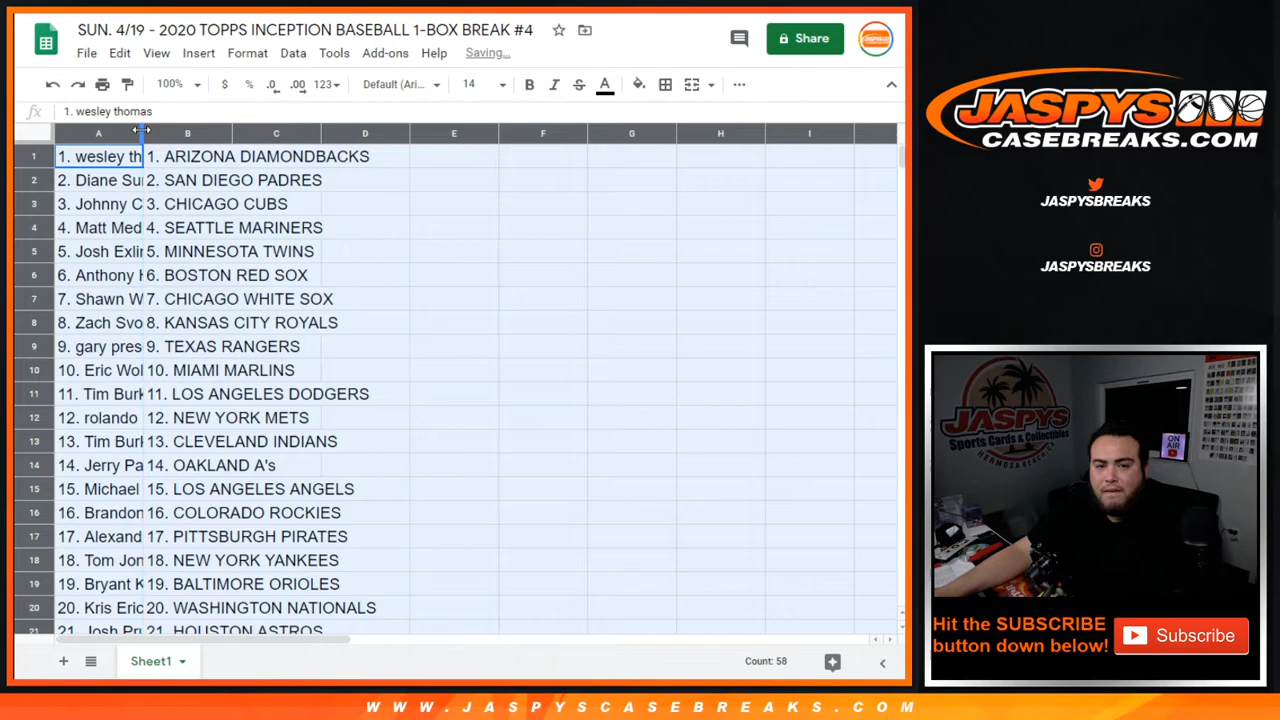 SUN. 4/19 - 2020 TOPPS INCEPTION BASEBALL 1-BOX BREAK #4
File Edit View Insert Format Data Tools Add-ons Help Saving...
Share
100% $ % .0 .00 123 Default (Ari... 14 B I S A
fx 1. wesley thomas
A B C D E F G H I
1 1. wesley th 1. ARIZONA DIAMONDBACKS
2 2. Diane Su 2. SAN DIEGO PADRES
3 3. Johnny C 3. CHICAGO CUBS
4 4. Matt Med 4. SEATTLE MARINERS
5 5. Josh Exlin 5. MINNESOTA TWINS
6 6. Anthony 6. BOSTON RED SOX
7 7. Shawn W 7. CHICAGO WHITE SOX
8 8. Zach Svo 8. KANSAS CITY ROYALS
9 9. gary pres 9. TEXAS RANGERS
10 10. Eric Wol 10. MIAMI MARLINS
11 11. Tim Burk 11. LOS ANGELES DODGERS
12 12. rolando 12. NEW YORK METS
13 13. Tim Burk 13. CLEVELAND INDIANS
14 14. Jerry Pa 14. OAKLAND A's
15 15. Michael 15. LOS ANGELES ANGELS
16 16. Brandon 16. COLORADO ROCKIES
17 17. Alexand 17. PITTSBURGH PIRATES
18 18. Tom Jon 18. NEW YORK YANKEES
19 19. Bryant K 19. BALTIMORE ORIOLES
20 20. Kris Eric 20. WASHINGTON NATIONALS
21 21. Josh Pru 21. HOUSTON ASTROS
Sheet1
Count: 58
JASPYS
CASEBREAKS.COM
JASPYSBREAKS
JASPYSBREAKS
JASPYS
Sports Cards & Collectibles
HERMOSA BEACH, CA
ON AIR
Hit the SUBSCRIBE
button down below!
Subscribe
WWW.JASPYSCASEBREAKS.COM